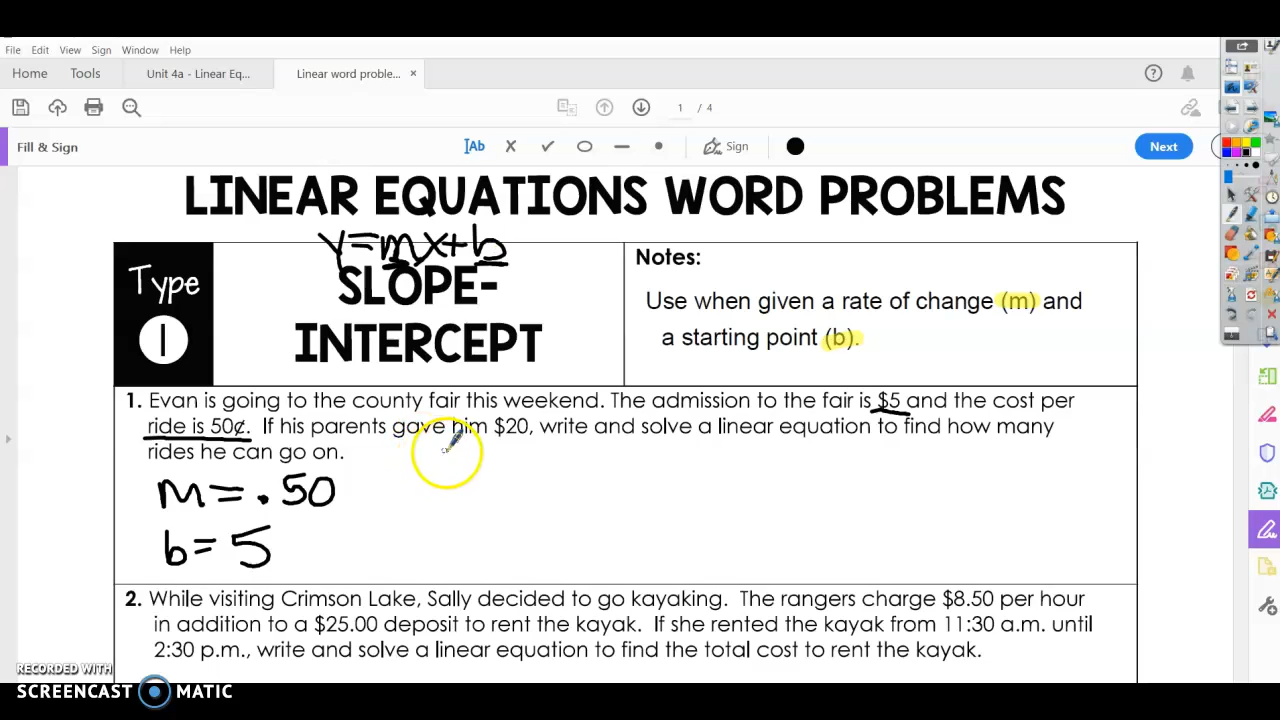 File Edit View Sign Window Help
Home Tools Unit 4a - Linear Eq... Linear word proble... ×
1 / 4
Fill & Sign
Ab Sign Next
LINEAR EQUATIONS WORD PROBLEMS
y=mx+b
Type
1
SLOPE-
INTERCEPT
Notes:
Use when given a rate of change (m) and
a starting point (b).
1. Evan is going to the county fair this weekend. The admission to the fair is $5 and the cost per
ride is 50¢. If his parents gave him $20, write and solve a linear equation to find how many
rides he can go on.
m = .50
b = 5
2. While visiting Crimson Lake, Sally decided to go kayaking. The rangers charge $8.50 per hour
in addition to a $25.00 deposit to rent the kayak. If she rented the kayak from 11:30 a.m. until
2:30 p.m., write and solve a linear equation to find the total cost to rent the kayak.
RECORDED WITH
SCREENCAST MATIC